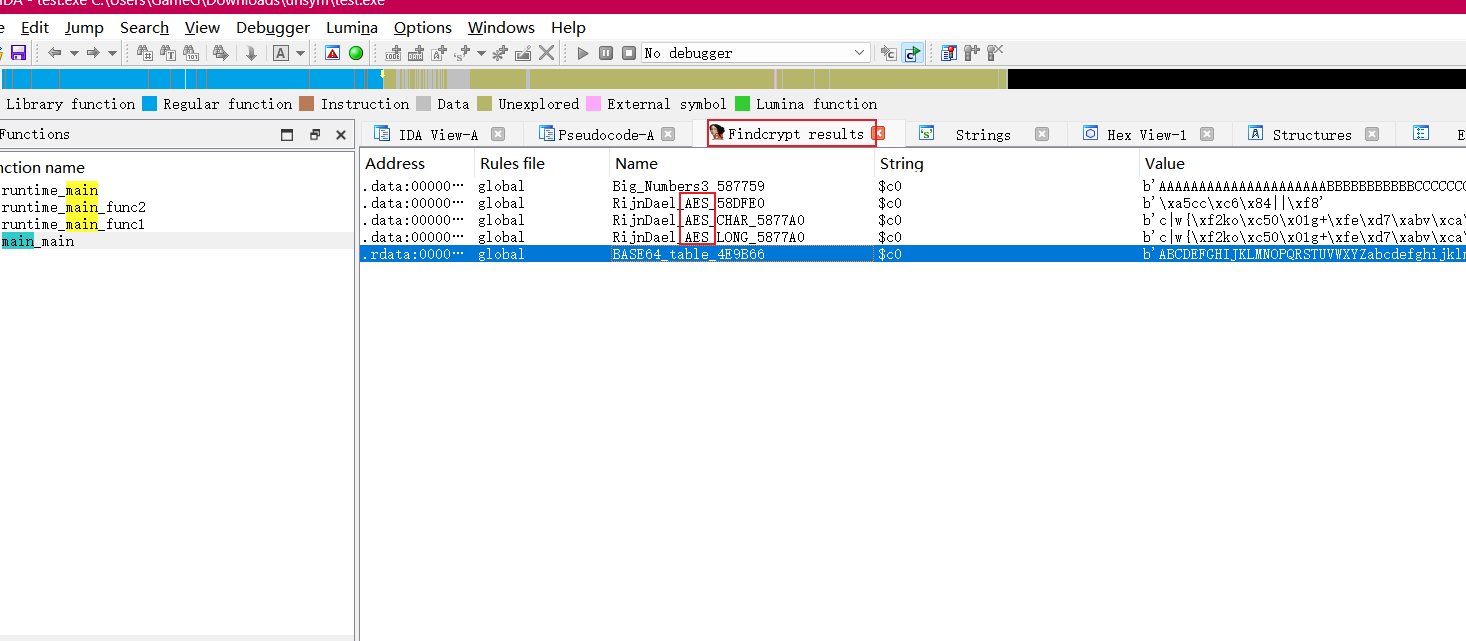 IDA - test.exe C:\Users\GameG\Downloads\unsym\test.exe
e Edit Jump Search View Debugger Lumina Options Windows Help
No debugger
Library function Regular function Instruction Data Unexplored External symbol Lumina function
Functions
IDA View-A Pseudocode-A Findcrypt results Strings Hex View-1 Structures E
nction name
runtime_main
runtime_main_func2
runtime_main_func1
main_main
Address Rules file Name String Value
.data:00000… global Big_Numbers3_587759 $c0 b'AAAAAAAAAAAAAAAAAAAAABBBBBBBBBBBCCCCCCC
.data:00000… global RijnDael_AES_58DFE0 $c0 b'\xa5cc\xc6\x84||\xf8'
.data:00000… global RijnDael_AES_CHAR_5877A0 $c0 b'c|w{\xf2ko\xc50\x01g+\xfe\xd7\xabv\xca\
.data:00000… global RijnDael_AES_LONG_5877A0 $c0 b'c|w{\xf2ko\xc50\x01g+\xfe\xd7\xabv\xca\
.rdata:0000… global BASE64_table_4E9B66 $c0 b'ABCDEFGHIJKLMNOPQRSTUVWXYZabcdefghijklm